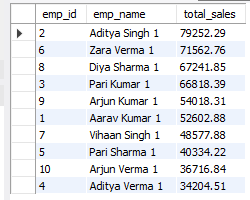 emp_id emp_name total_sales
2 Aditya Singh 1 79252.29
6 Zara Verma 1 71562.76
8 Diya Sharma 1 67241.85
3 Pari Kumar 1 66818.39
9 Arjun Kumar 1 54018.31
1 Aarav Kumar 1 52602.88
7 Vihaan Singh 1 48577.88
5 Pari Sharma 1 40334.22
10 Arjun Verma 1 36716.84
4 Aditya Verma 1 34204.51